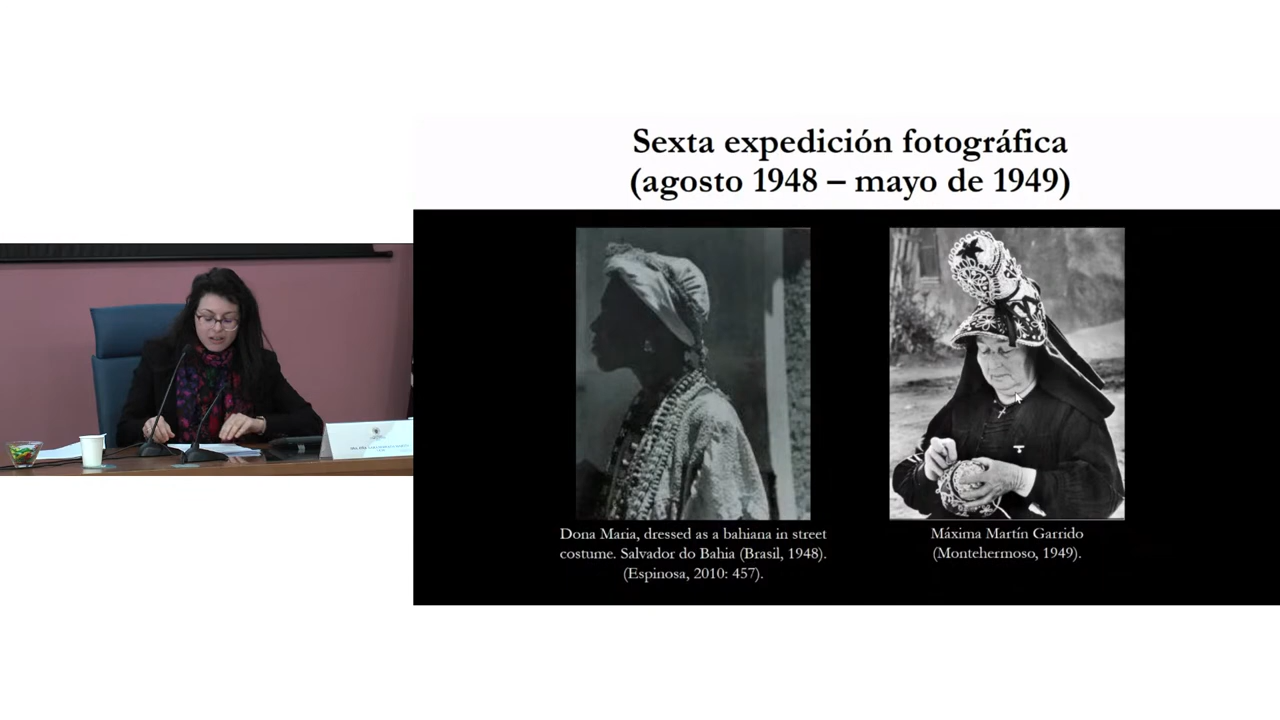 Sexta expedición fotográfica
(agosto 1948 – mayo de 1949)
Dona Maria, dressed as a bahiana in street
costume. Salvador do Bahia (Brasil, 1948).
(Espinosa, 2010: 457).
Máxima Martín Garrido
(Montehermoso, 1949).